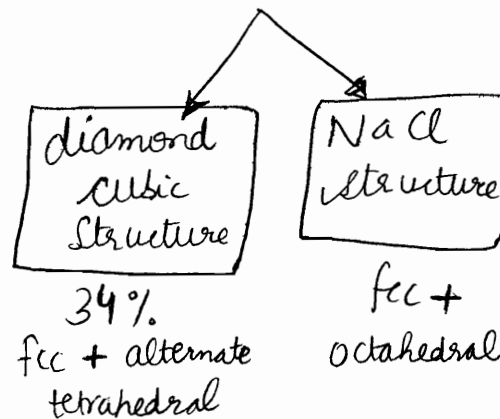 diamond
cubic
structure
34%
fcc + alternate
tetrahedral
NaCl
structure
fcc +
octahedral